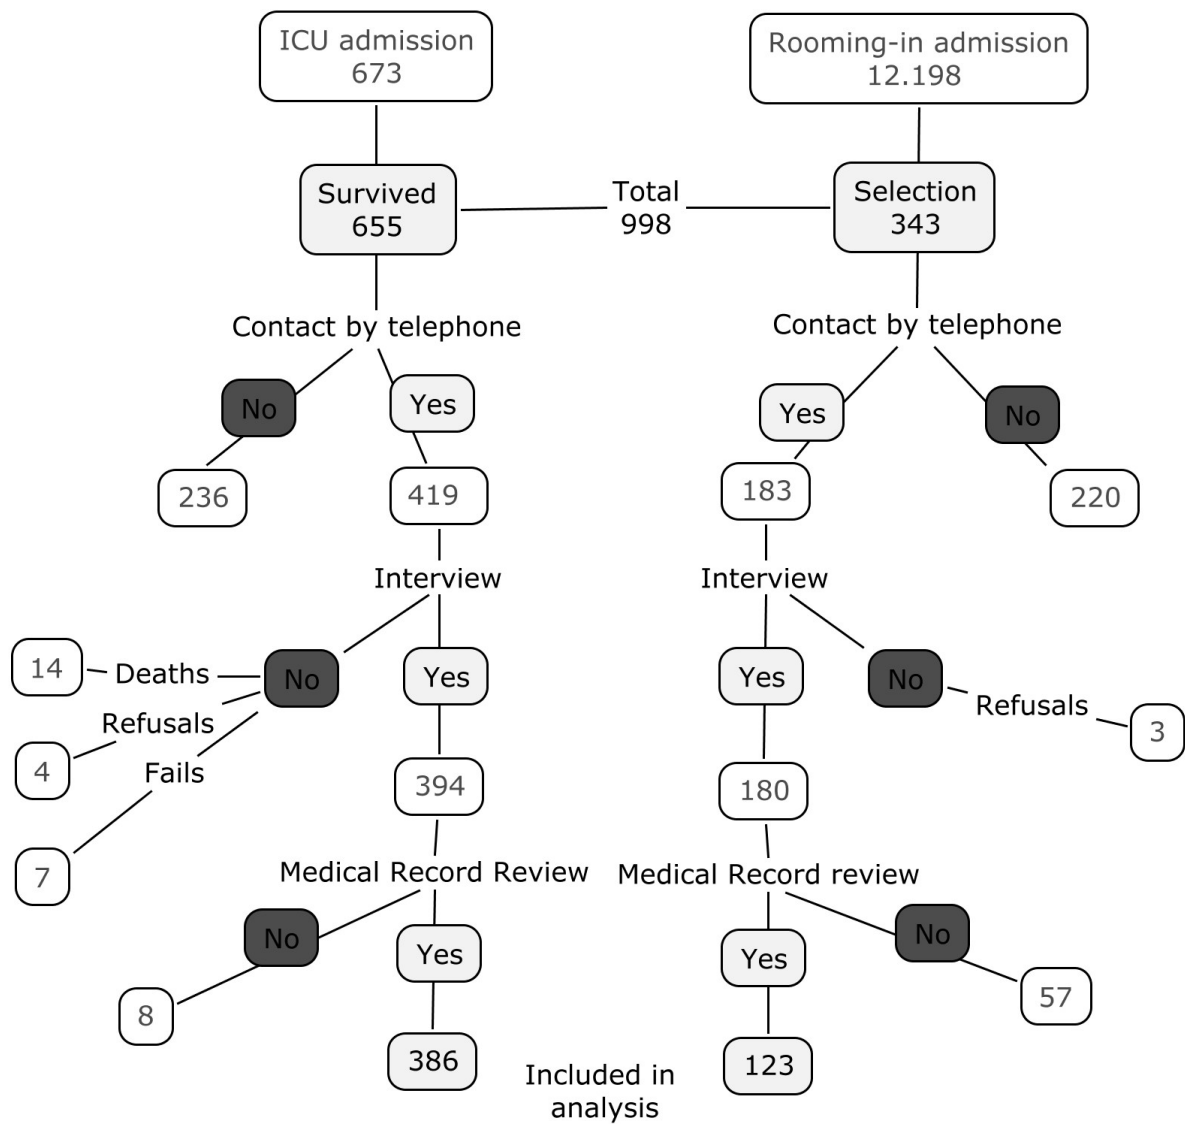 ICU admission
673
Rooming-in admission
12.198
Survived
655
Total
998
Selection
343
Contact by telephone
Contact by telephone
No
Yes
Yes
No
236
419
183
220
Interview
Interview
14
Deaths
No
Yes
Yes
No
Refusals
3
Refusals
4
Fails
7
394
180
Medical Record Review
Medical Record review
No
Yes
Yes
No
8
57
386
123
Included in
analysis